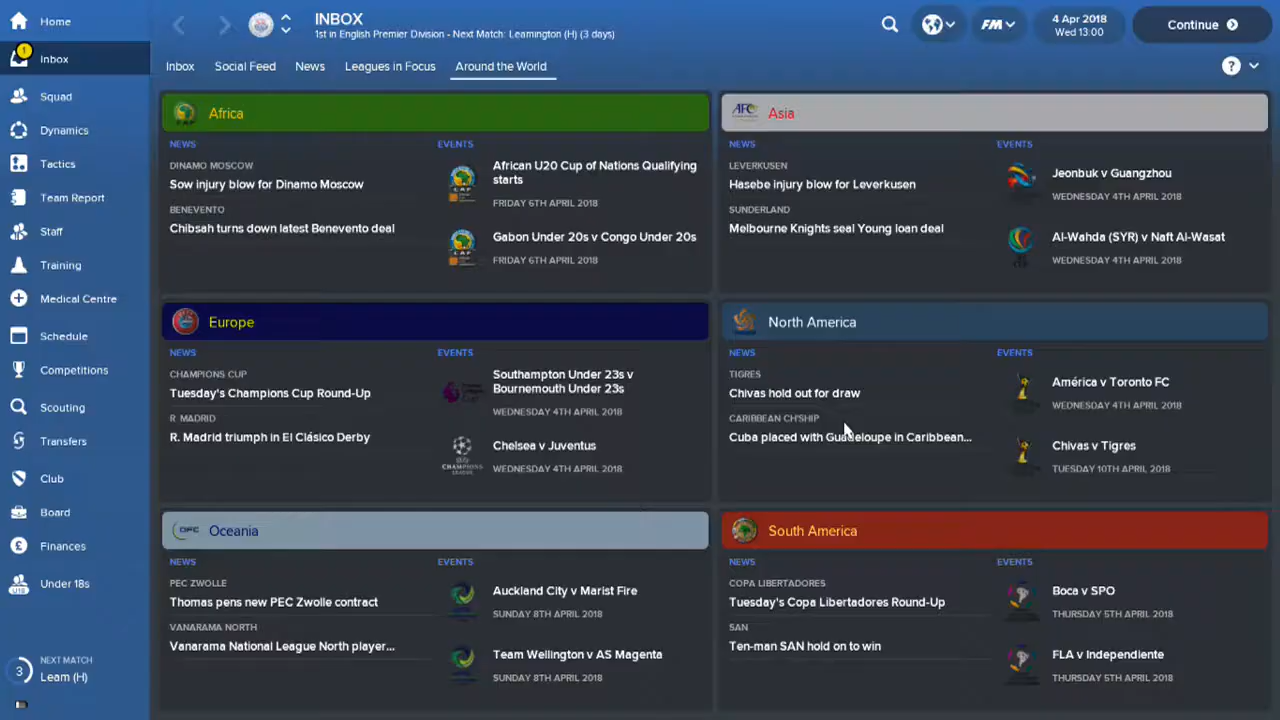 Home
1
Inbox
Squad
Dynamics
Tactics
Team Report
Staff
Training
Medical Centre
Schedule
Competitions
Scouting
Transfers
Club
Board
Finances
Under 18s
NEXT MATCH
3
Leam (H)
INBOX
1st in English Premier Division - Next Match: Leamington (H) (3 days)
FM
4 Apr 2018
Wed 13:00
Continue
Inbox
Social Feed
News
Leagues in Focus
Around the World
?
Africa
NEWS
DINAMO MOSCOW
Sow injury blow for Dinamo Moscow
BENEVENTO
Chibsah turns down latest Benevento deal
EVENTS
African U20 Cup of Nations Qualifying
starts
FRIDAY 6TH APRIL 2018
Gabon Under 20s v Congo Under 20s
FRIDAY 6TH APRIL 2018
AFC
Asia
NEWS
LEVERKUSEN
Hasebe injury blow for Leverkusen
SUNDERLAND
Melbourne Knights seal Young loan deal
EVENTS
Jeonbuk v Guangzhou
WEDNESDAY 4TH APRIL 2018
Al-Wahda (SYR) v Naft Al-Wasat
WEDNESDAY 4TH APRIL 2018
Europe
NEWS
CHAMPIONS CUP
Tuesday's Champions Cup Round-Up
R. MADRID
R. Madrid triumph in El Clásico Derby
EVENTS
Southampton Under 23s v
Bournemouth Under 23s
WEDNESDAY 4TH APRIL 2018
CHAMPIONS
LEAGUE
Chelsea v Juventus
WEDNESDAY 4TH APRIL 2018
North America
NEWS
TIGRES
Chivas hold out for draw
CARIBBEAN CH'SHIP
Cuba placed with Guadeloupe in Caribbean...
EVENTS
América v Toronto FC
WEDNESDAY 4TH APRIL 2018
Chivas v Tigres
TUESDAY 10TH APRIL 2018
OFC
Oceania
NEWS
PEC ZWOLLE
Thomas pens new PEC Zwolle contract
VANARAMA NORTH
Vanarama National League North player...
EVENTS
Auckland City v Marist Fire
SUNDAY 8TH APRIL 2018
Team Wellington v AS Magenta
SUNDAY 8TH APRIL 2018
South America
NEWS
COPA LIBERTADORES
Tuesday's Copa Libertadores Round-Up
SAN
Ten-man SAN hold on to win
EVENTS
Boca v SPO
THURSDAY 5TH APRIL 2018
FLA v Independiente
THURSDAY 5TH APRIL 2018